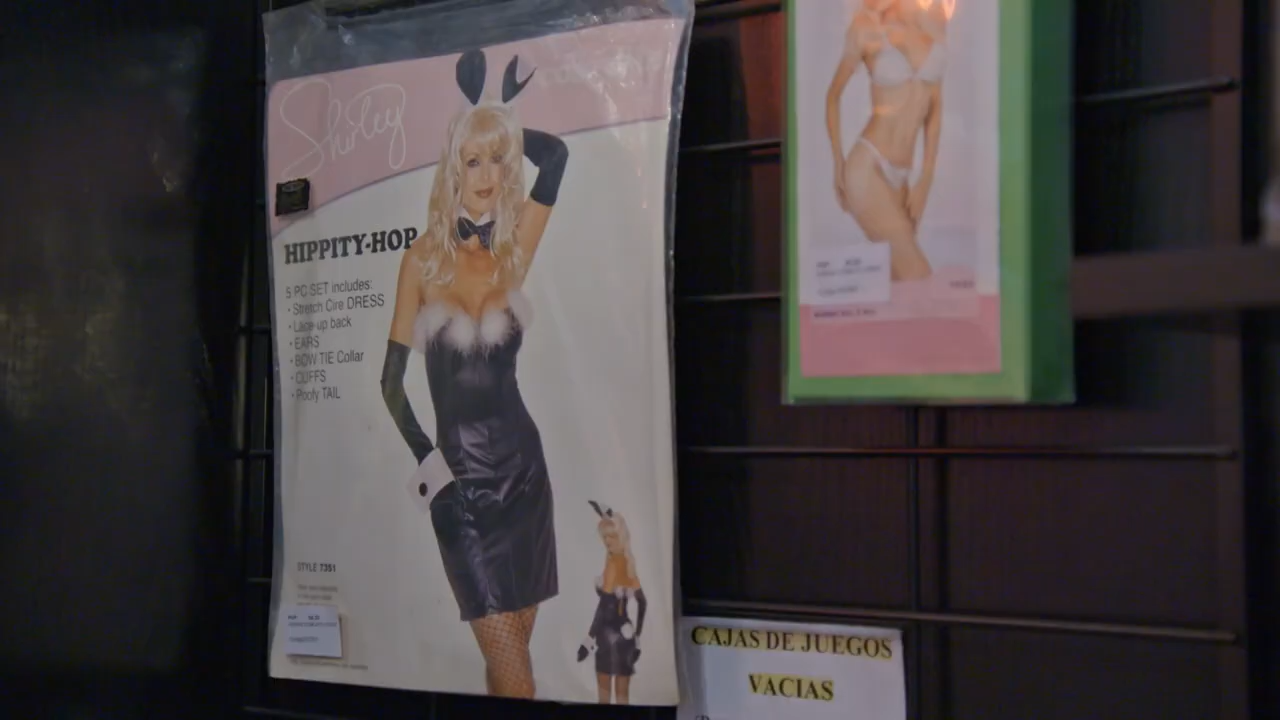 Shirley
HIPPITY-HOP
5 PC SET includes:
• Stretch Cire DRESS
• Lace up back
• EARS
• BOW TIE Collar
• CUFFS
• Poofy TAIL
STYLE 7351
CAJAS DE JUEGOS
VACIAS